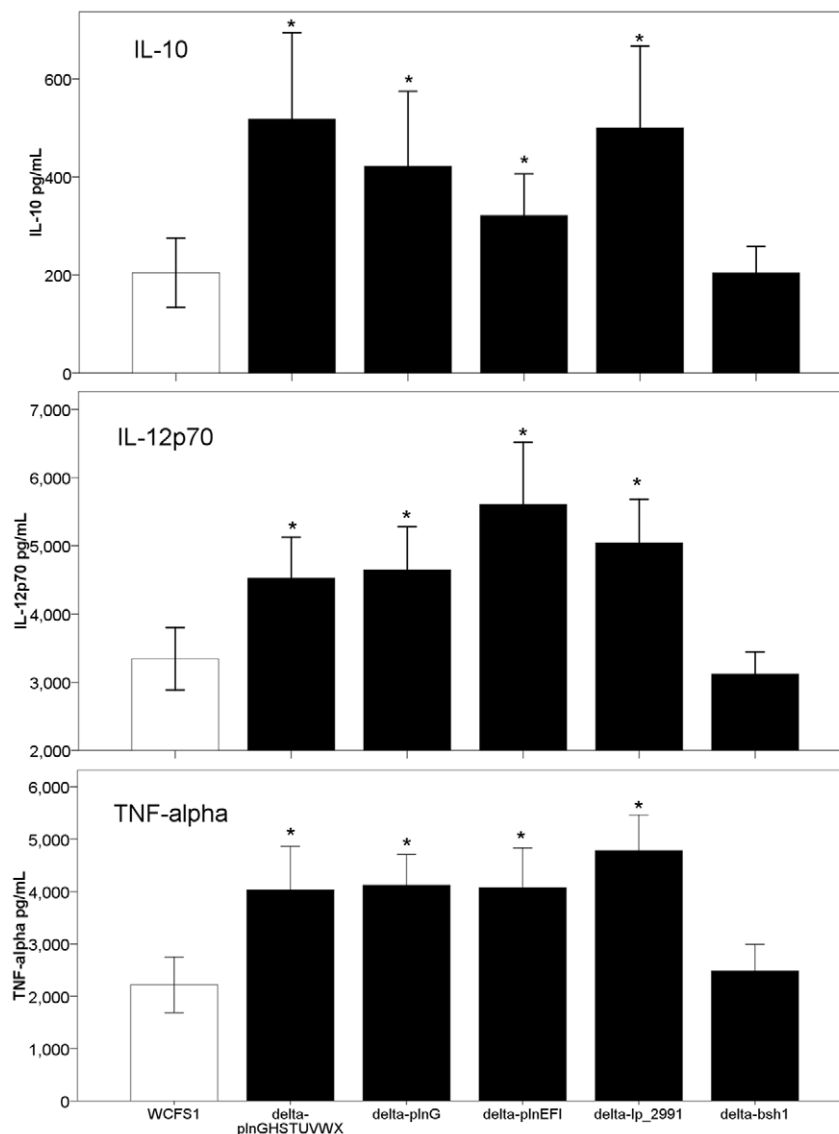 IL-10
IL-10 pg/mL
600
400
200
0
*
*
*
*
IL-12p70
IL-12p70 pg/mL
7,000
6,000
5,000
4,000
3,000
2,000
*
*
*
*
TNF-alpha
TNF-alpha pg/mL
6,000
5,000
4,000
3,000
2,000
1,000
0
*
*
*
*
WCFS1
delta-
plnGHSTUVWX
delta-plnG
delta-plnEFI
delta-lp_2991
delta-bsh1